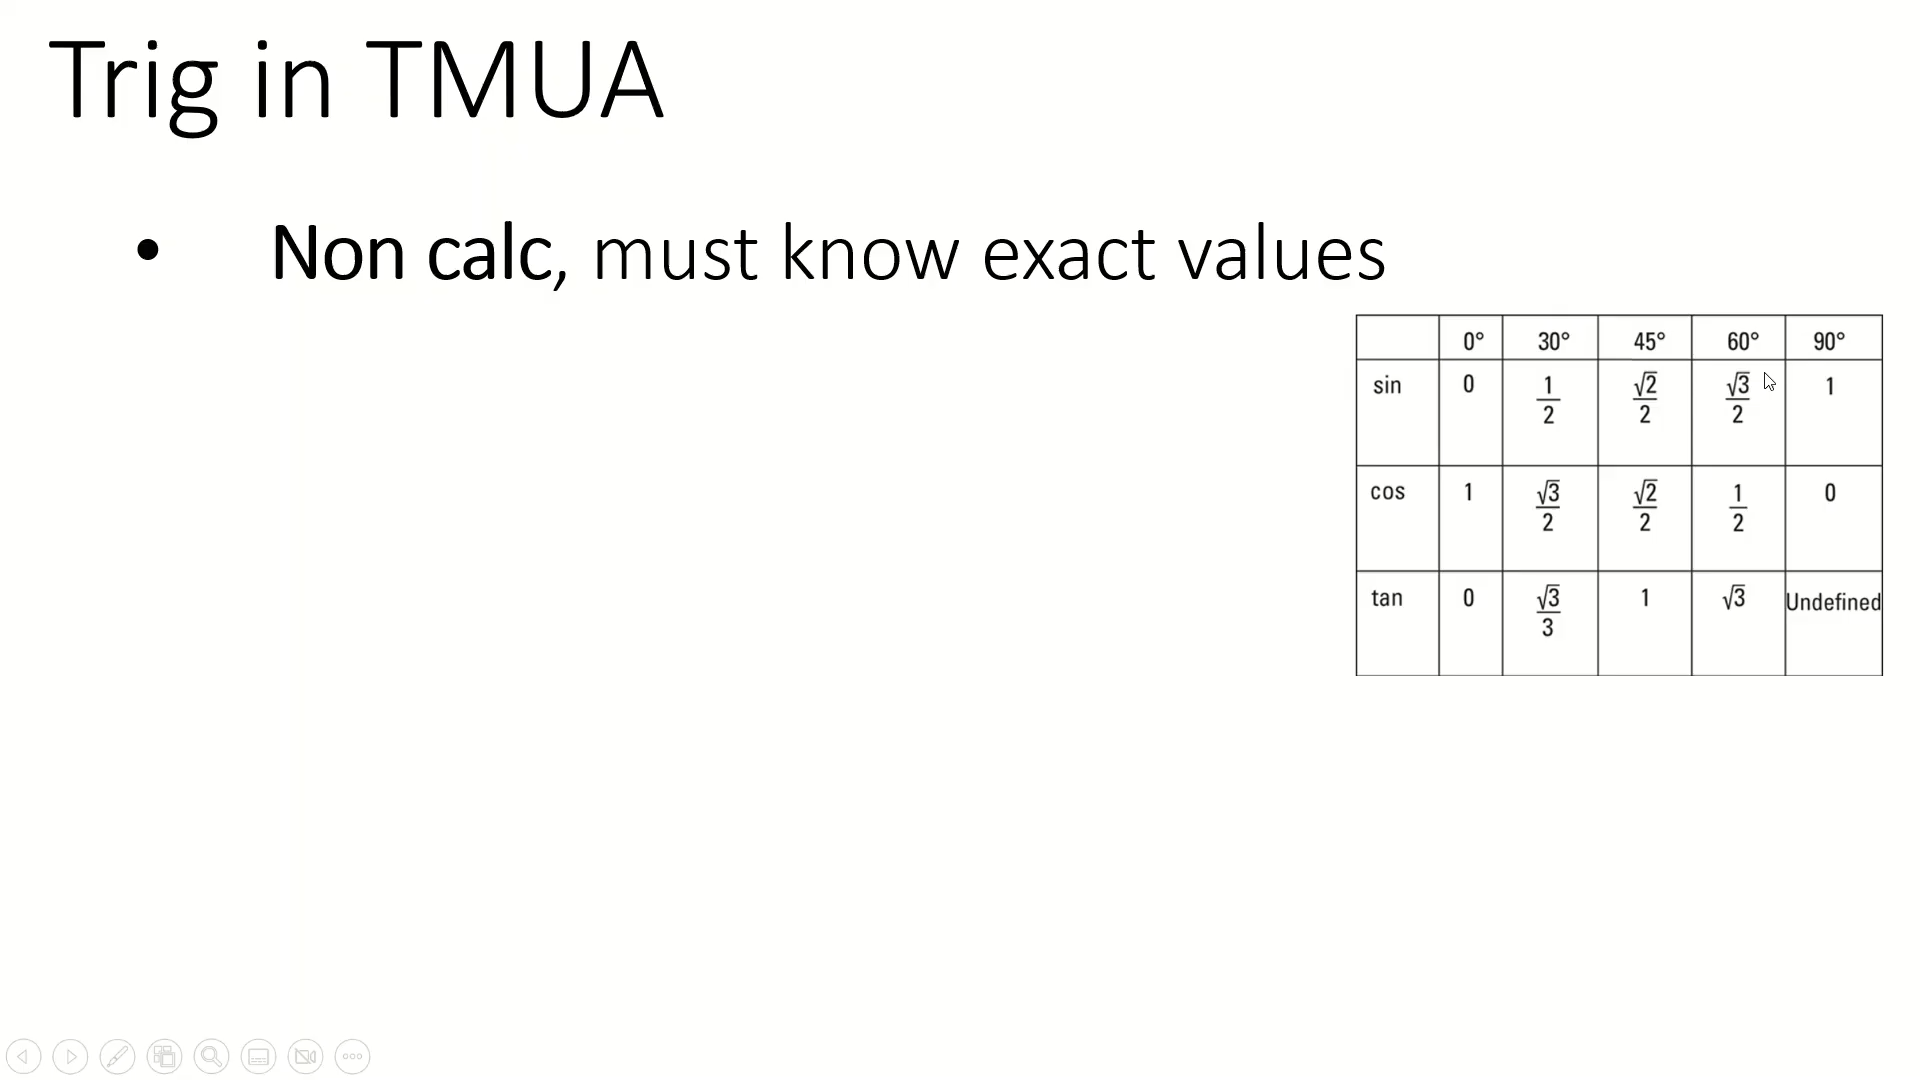 Trig in TMUA
• Non calc, must know exact values
0° 30° 45° 60° 90°
sin 0 1/2 √2/2 √3/2 1
cos 1 √3/2 √2/2 1/2 0
tan 0 √3/3 1 √3 Undefined